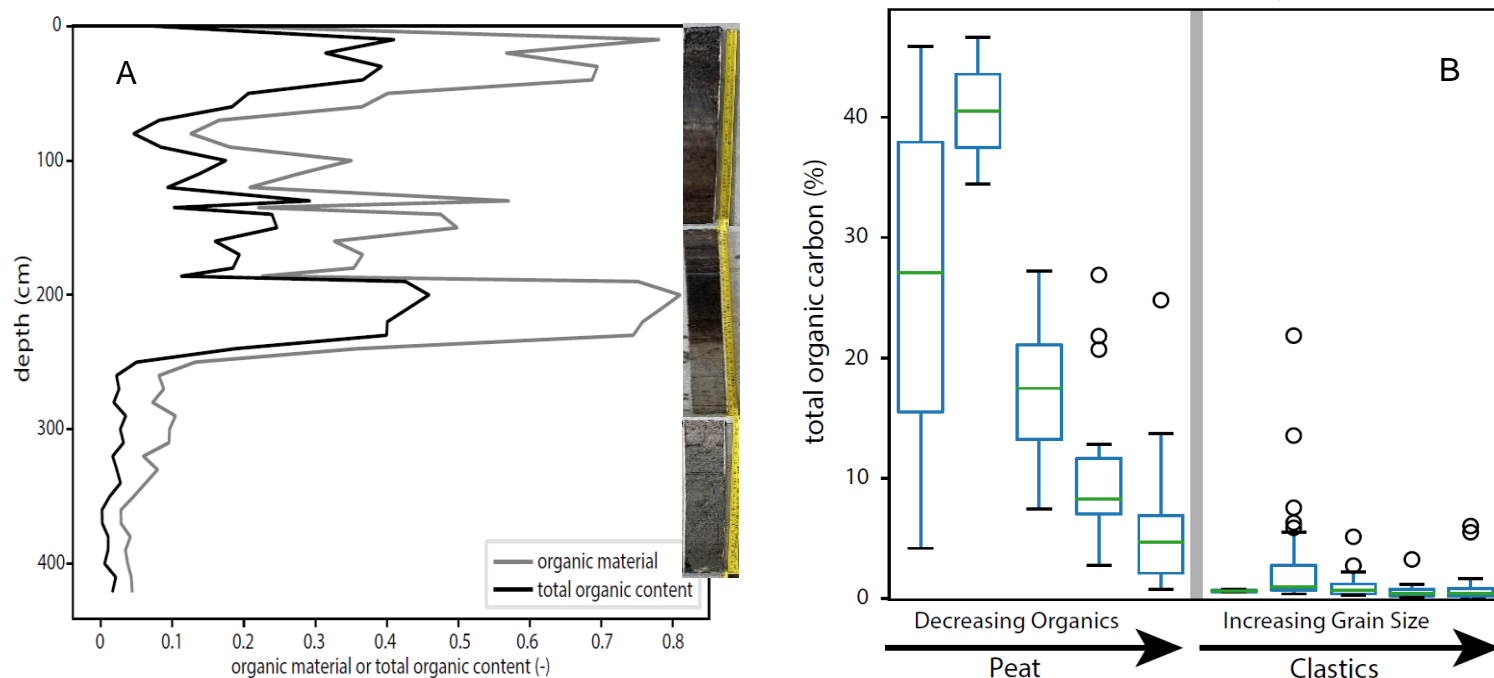 A
0
100
200
300
400
depth (cm)
organic material
total organic content
0
0.1
0.2
0.3
0.4
0.5
0.6
0.7
0.8
organic material or total organic content (-)
B
40
30
20
10
0
total organic carbon (%)
Decreasing Organics
Increasing Grain Size
Peat
Clastics